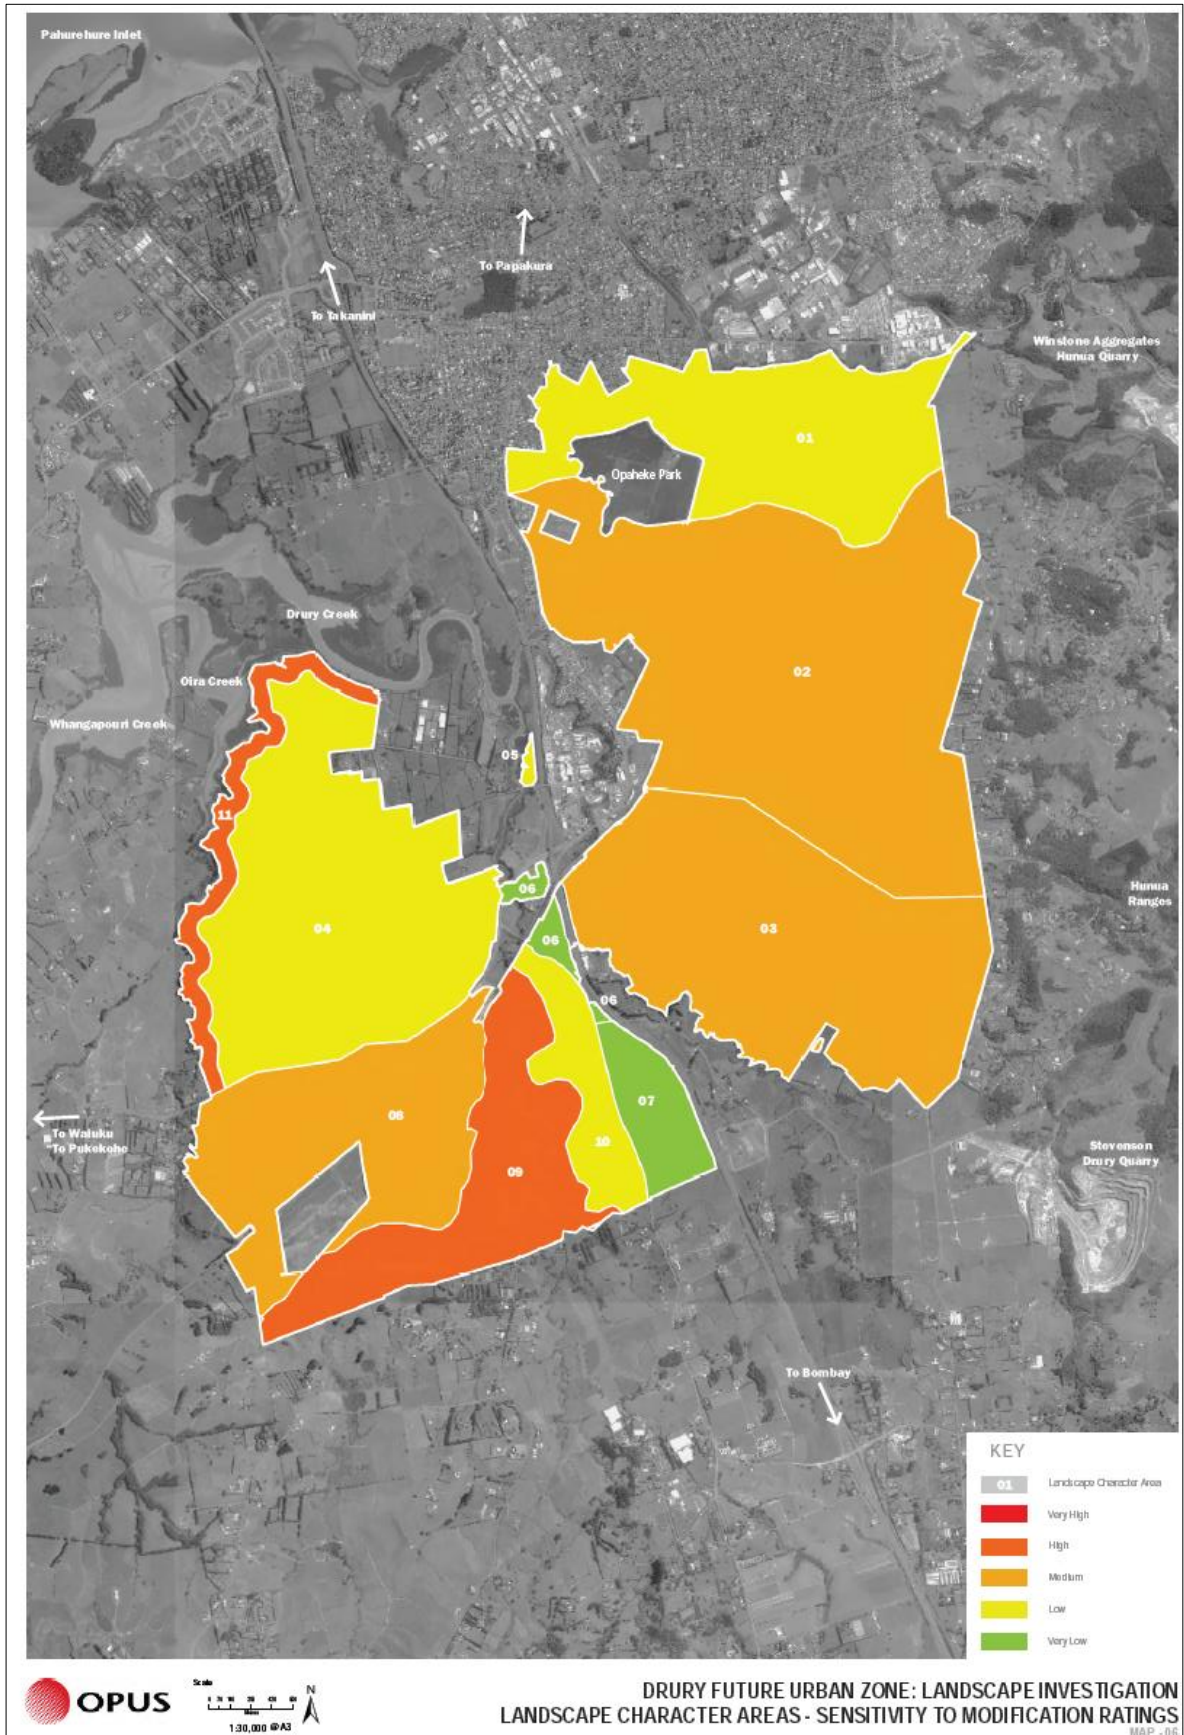 Pahurehure Inlet
To Papakura
To Takanini
Winstone Aggregates
Hunua Quarry
01
Opaheke Park
Drury Creek
02
Oira Creek
Whangapouri Creek
05
11
06
Hunua
Ranges
04
03
06
06
07
08
To Waiuku
To Pukekohe
10
Stevenson
Drury Quarry
09
To Bombay
KEY
01 Landscape Character Area
Very High
High
Medium
Low
Very Low
OPUS
Scale
N
1:30,000 @A3
DRURY FUTURE URBAN ZONE: LANDSCAPE INVESTIGATION
LANDSCAPE CHARACTER AREAS - SENSITIVITY TO MODIFICATION RATINGS
MAP - 06